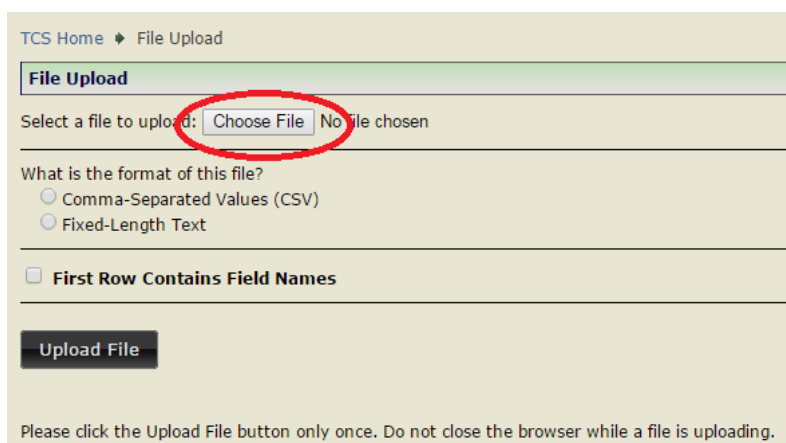 TCS Home File Upload
File Upload
Select a file to upload: Choose File No file chosen
What is the format of this file?
Comma-Separated Values (CSV)
Fixed-Length Text
First Row Contains Field Names
Upload File
Please click the Upload File button only once. Do not close the browser while a file is uploading.